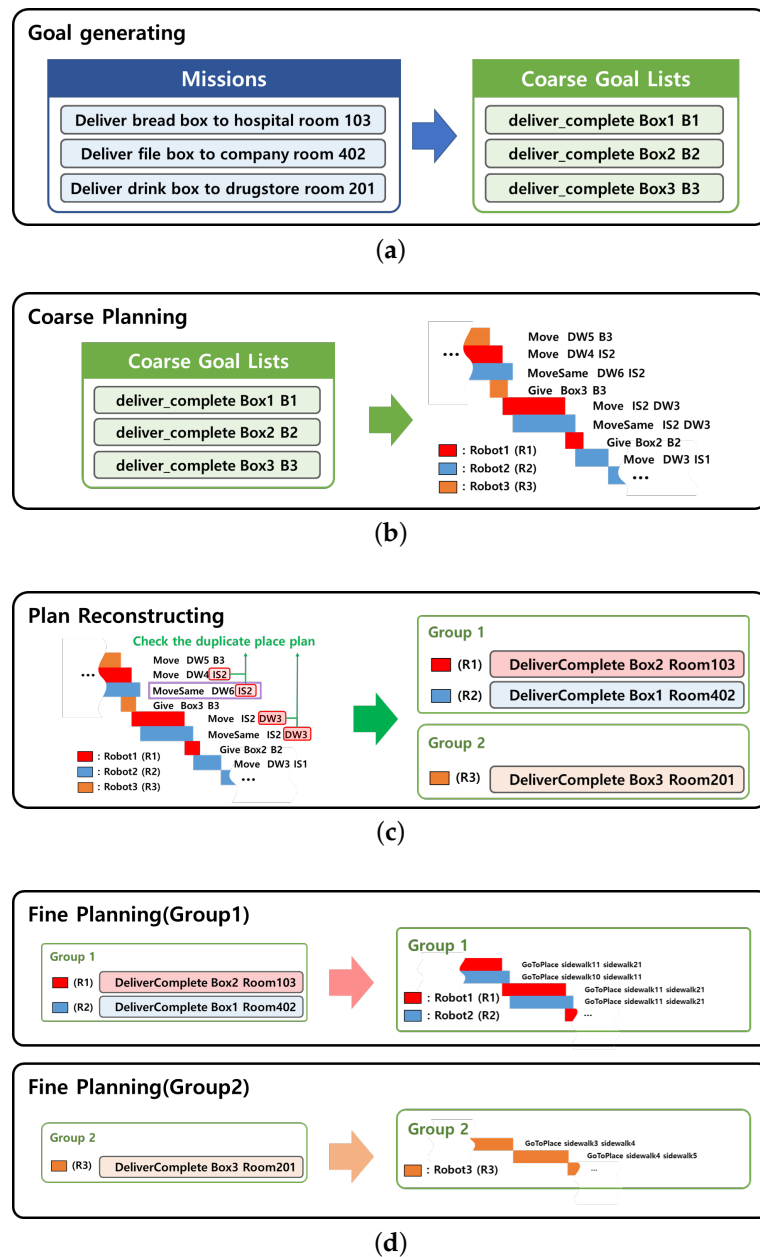 Goal generating
Missions
Deliver bread box to hospital room 103
Deliver file box to company room 402
Deliver drink box to drugstore room 201
Coarse Goal Lists
deliver_complete Box1 B1
deliver_complete Box2 B2
deliver_complete Box3 B3
(a)
Coarse Planning
Coarse Goal Lists
deliver_complete Box1 B1
deliver_complete Box2 B2
deliver_complete Box3 B3
...
Move DW5 B3
Move DW4 IS2
MoveSame DW6 IS2
Give Box3 B3
Move IS2 DW3
MoveSame IS2 DW3
Give Box2 B2
Move DW3 IS1
...
: Robot1 (R1)
: Robot2 (R2)
: Robot3 (R3)
(b)
Plan Reconstructing
Check the duplicate place plan
...
Move DW5 B3
Move DW4 IS2
MoveSame DW6 IS2
Give Box3 B3
Move IS2 DW3
MoveSame IS2 DW3
Give Box2 B2
Move DW3 IS1
...
: Robot1 (R1)
: Robot2 (R2)
: Robot3 (R3)
Group 1
(R1) DeliverComplete Box2 Room103
(R2) DeliverComplete Box1 Room402
Group 2
(R3) DeliverComplete Box3 Room201
(c)
Fine Planning(Group1)
Group 1
(R1) DeliverComplete Box2 Room103
(R2) DeliverComplete Box1 Room402
Group 1
GoToPlace sidewalk11 sidewalk21
GoToPlace sidewalk10 sidewalk11
GoToPlace sidewalk11 sidewalk21
GoToPlace sidewalk11 sidewalk21
...
: Robot1 (R1)
: Robot2 (R2)
Fine Planning(Group2)
Group 2
(R3) DeliverComplete Box3 Room201
Group 2
GoToPlace sidewalk3 sidewalk4
GoToPlace sidewalk4 sidewalk5
...
: Robot3 (R3)
(d)